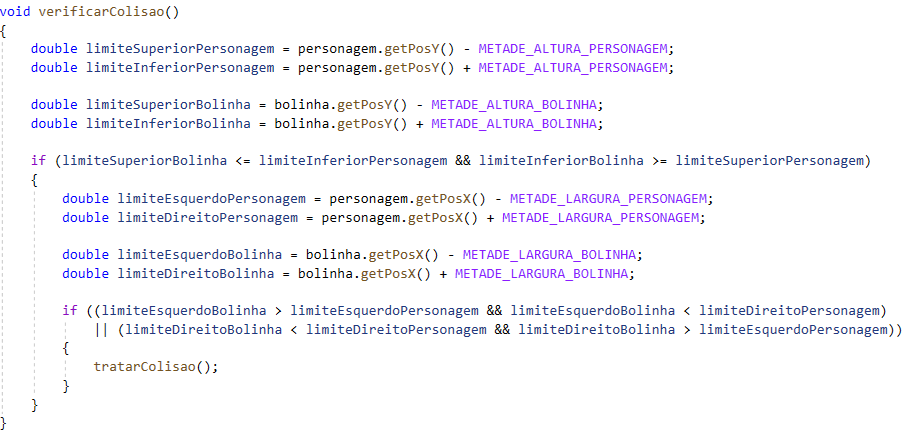 void verificarColisao()
{
    double limiteSuperiorPersonagem = personagem.getPosY() - METADE_ALTURA_PERSONAGEM;
    double limiteInferiorPersonagem = personagem.getPosY() + METADE_ALTURA_PERSONAGEM;

    double limiteSuperiorBolinha = bolinha.getPosY() - METADE_ALTURA_BOLINHA;
    double limiteInferiorBolinha = bolinha.getPosY() + METADE_ALTURA_BOLINHA;

    if (limiteSuperiorBolinha <= limiteInferiorPersonagem && limiteInferiorBolinha >= limiteSuperiorPersonagem)
    {
        double limiteEsquerdoPersonagem = personagem.getPosX() - METADE_LARGURA_PERSONAGEM;
        double limiteDireitoPersonagem = personagem.getPosX() + METADE_LARGURA_PERSONAGEM;

        double limiteEsquerdoBolinha = bolinha.getPosX() - METADE_LARGURA_BOLINHA;
        double limiteDireitoBolinha = bolinha.getPosX() + METADE_LARGURA_BOLINHA;

        if ((limiteEsquerdoBolinha > limiteEsquerdoPersonagem && limiteEsquerdoBolinha < limiteDireitoPersonagem)
            || (limiteDireitoBolinha < limiteDireitoPersonagem && limiteDireitoBolinha > limiteEsquerdoPersonagem))
        {
            tratarColisao();
        }
    }
}